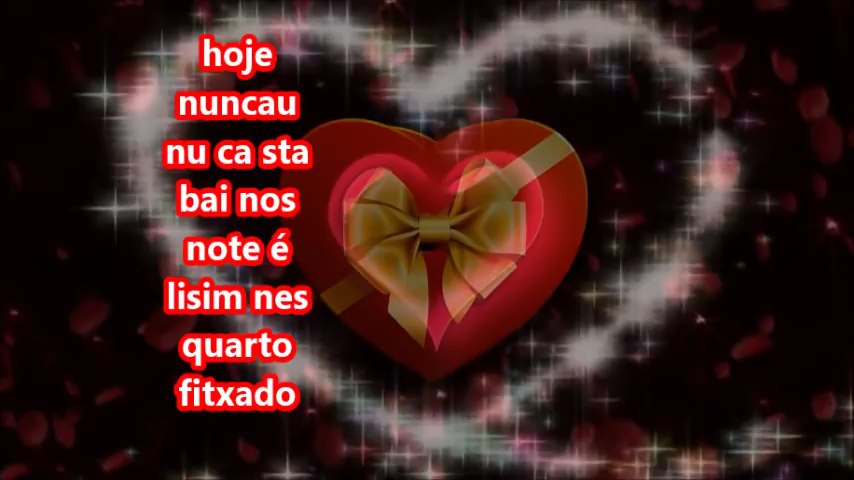 hoje
nuncau
nu ca sta
bai nos
note é
lisim nes
quarto
fitxado